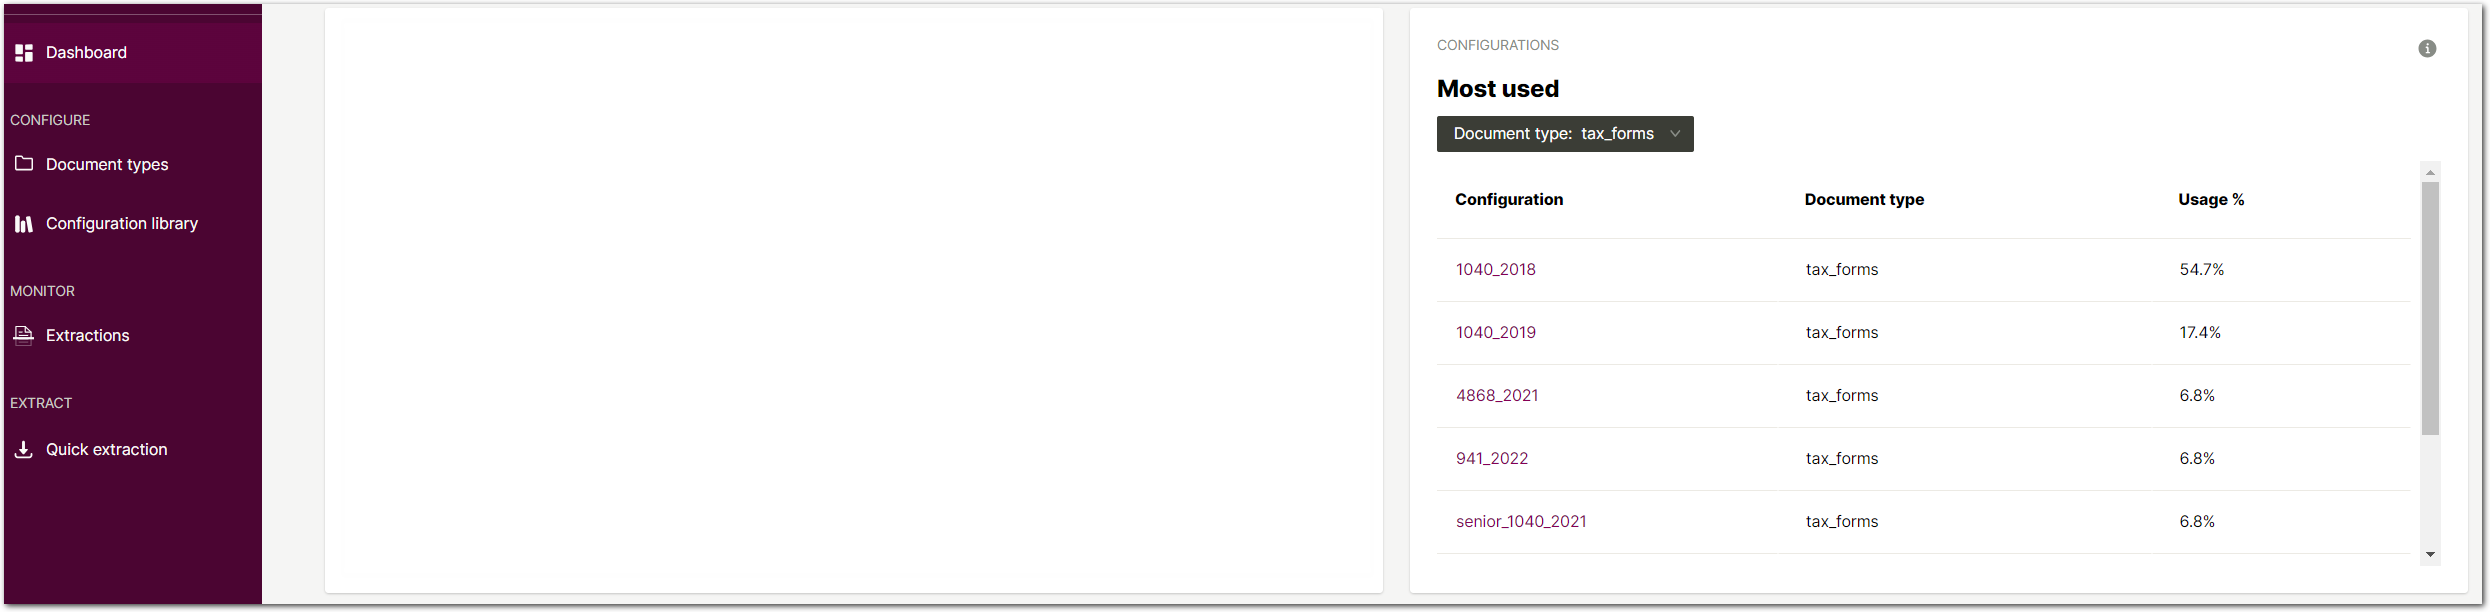 Dashboard
CONFIGURE
Document types
Configuration library
MONITOR
Extractions
EXTRACT
Quick extraction
CONFIGURATIONS
Most used
Document type: tax_forms
Configuration Document type Usage %
1040_2018 tax_forms 54.7%
1040_2019 tax_forms 17.4%
4868_2021 tax_forms 6.8%
941_2022 tax_forms 6.8%
senior_1040_2021 tax_forms 6.8%